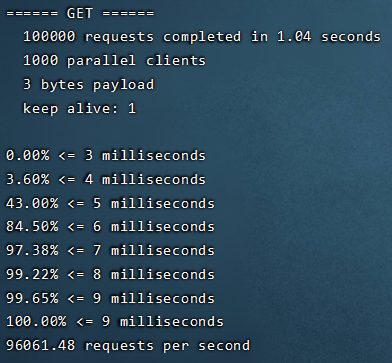 ====== GET ======
100000 requests completed in 1.04 seconds
1000 parallel clients
3 bytes payload
keep alive: 1
0.00% <= 3 milliseconds
3.60% <= 4 milliseconds
43.00% <= 5 milliseconds
84.50% <= 6 milliseconds
97.38% <= 7 milliseconds
99.22% <= 8 milliseconds
99.65% <= 9 milliseconds
100.00% <= 9 milliseconds
96061.48 requests per second